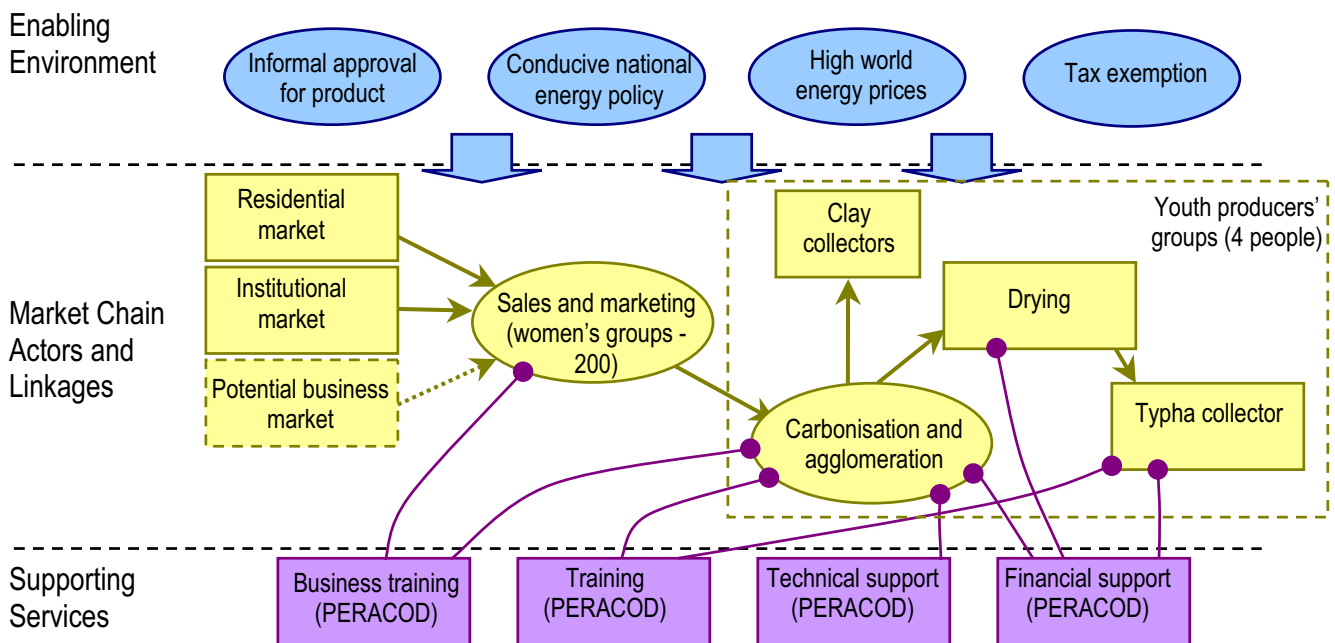 Enabling
Environment
Informal approval
for product
Conducive national
energy policy
High world
energy prices
Tax exemption
Market Chain
Actors and
Linkages
Residential
market
Institutional
market
Potential business
market
Sales and marketing
(women's groups -
200)
Clay
collectors
Youth producers'
groups (4 people)
Drying
Typha collector
Carbonisation and
agglomeration
Supporting
Services
Business training
(PERACOD)
Training
(PERACOD)
Technical support
(PERACOD)
Financial support
(PERACOD)